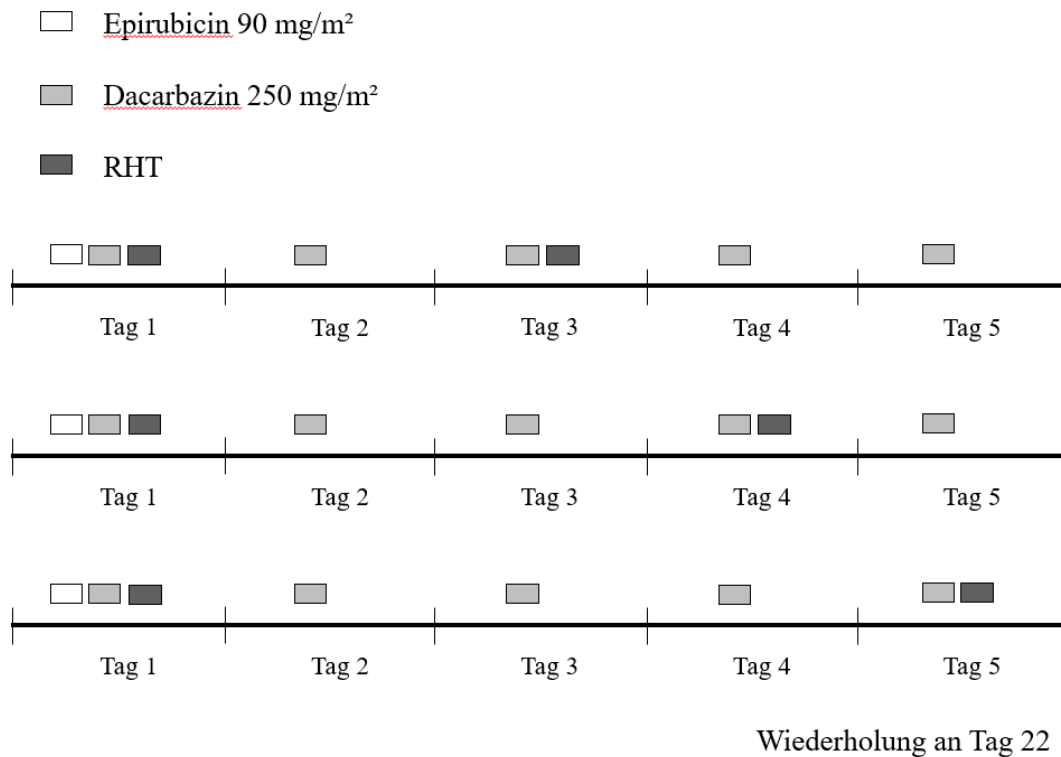 Epirubicin 90 mg/m²
Dacarbazin 250 mg/m²
RHT
Tag 1 Tag 2 Tag 3 Tag 4 Tag 5
Tag 1 Tag 2 Tag 3 Tag 4 Tag 5
Tag 1 Tag 2 Tag 3 Tag 4 Tag 5
Wiederholung an Tag 22